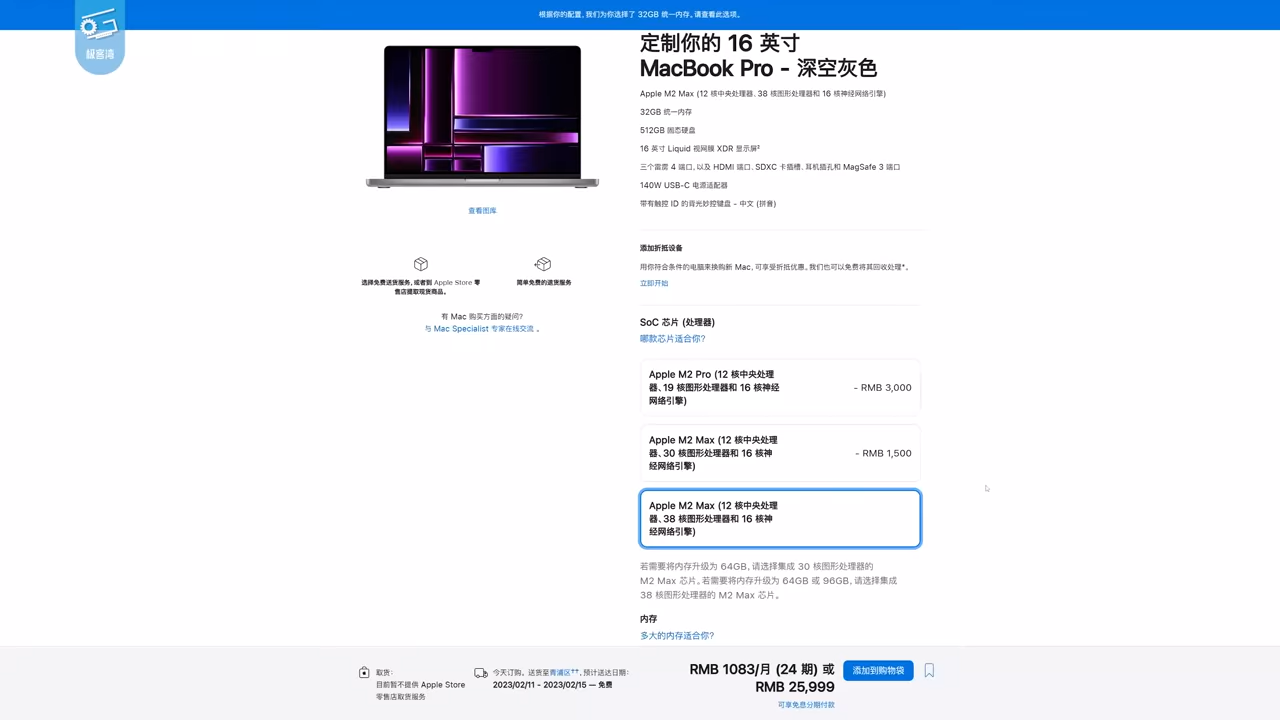 根据你的配置，我们为你选择了 32GB 统一内存。请查看此选项。
极客湾
定制你的 16 英寸
MacBook Pro - 深空灰色
Apple M2 Max (12 核中央处理器、38 核图形处理器和 16 核神经网络引擎)
32GB 统一内存
512GB 固态硬盘
16 英寸 Liquid 视网膜 XDR 显示屏²
三个雷雳 4 端口，以及 HDMI 端口、SDXC 卡插槽、耳机插孔和 MagSafe 3 端口
140W USB-C 电源适配器
带有触控 ID 的背光妙控键盘 - 中文 (拼音)
查看图库
选择免费送货服务，或者到 Apple Store 零
售店提取现货商品。
简单免费的退货服务
有 Mac 购买方面的疑问?
与 Mac Specialist 专家在线交流 。
添加折抵设备
用你符合条件的电脑来换购新 Mac，可享受折抵优惠。我们也可以免费将其回收处理*。
立即开始
SoC 芯片 (处理器)
哪款芯片适合你?
Apple M2 Pro (12 核中央处理
器、19 核图形处理器和 16 核神经
网络引擎)
- RMB 3,000
Apple M2 Max (12 核中央处理
器、30 核图形处理器和 16 核神
经网络引擎)
- RMB 1,500
Apple M2 Max (12 核中央处理
器、38 核图形处理器和 16 核神
经网络引擎)
若需要将内存升级为 64GB，请选择集成 30 核图形处理器的
M2 Max 芯片。若需要将内存升级为 64GB 或 96GB，请选择集成
38 核图形处理器的 M2 Max 芯片。
内存
多大的内存适合你?
取货:
目前暂不提供 Apple Store
零售店取货服务
今天订购。送货至青浦区††，预计送达日期:
2023/02/11 - 2023/02/15 — 免费
RMB 1083/月 (24 期) 或
RMB 25,999
可享免息分期付款
添加到购物袋